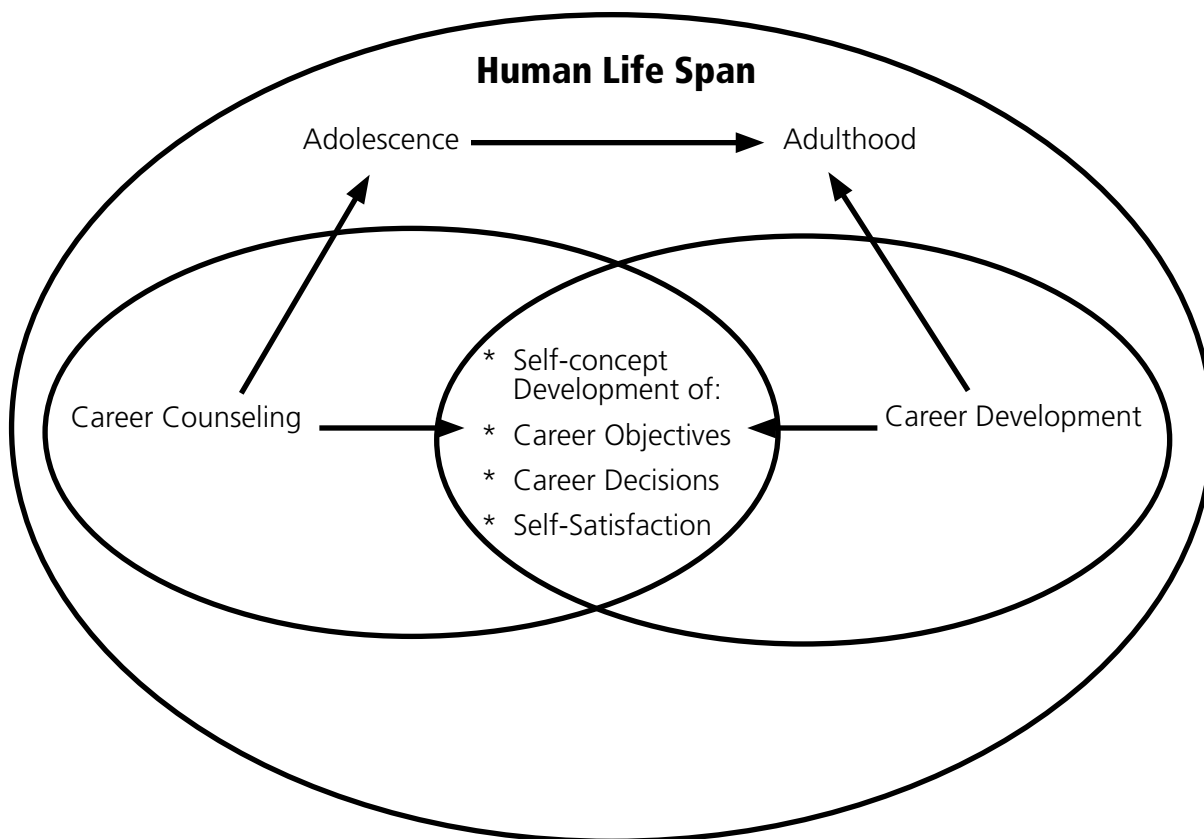 Human Life Span
Adolescence
Adulthood
* Self-concept
Development of:
Career Counseling
Career Development
* Career Objectives
* Career Decisions
* Self-Satisfaction